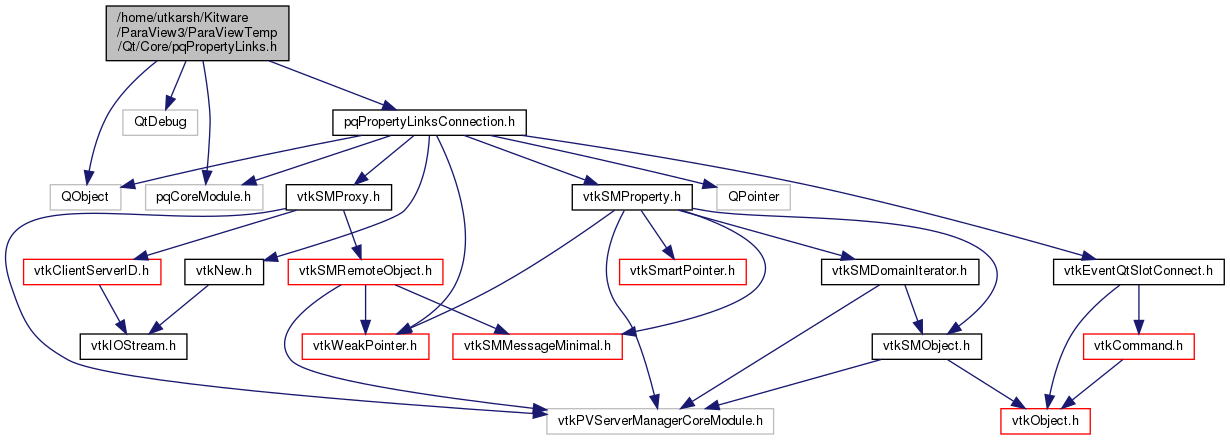 /home/utkarsh/Kitware
/ParaView3/ParaViewTemp
/Qt/Core/pqPropertyLinks.h
QtDebug
pqPropertyLinksConnection.h
QObject
pqCoreModule.h
vtkSMProxy.h
vtkSMProperty.h
QPointer
vtkClientServerID.h
vtkNew.h
vtkSMRemoteObject.h
vtkSmartPointer.h
vtkSMDomainIterator.h
vtkEventQtSlotConnect.h
vtkIOStream.h
vtkWeakPointer.h
vtkSMMessageMinimal.h
vtkSMObject.h
vtkCommand.h
vtkPVServerManagerCoreModule.h
vtkObject.h